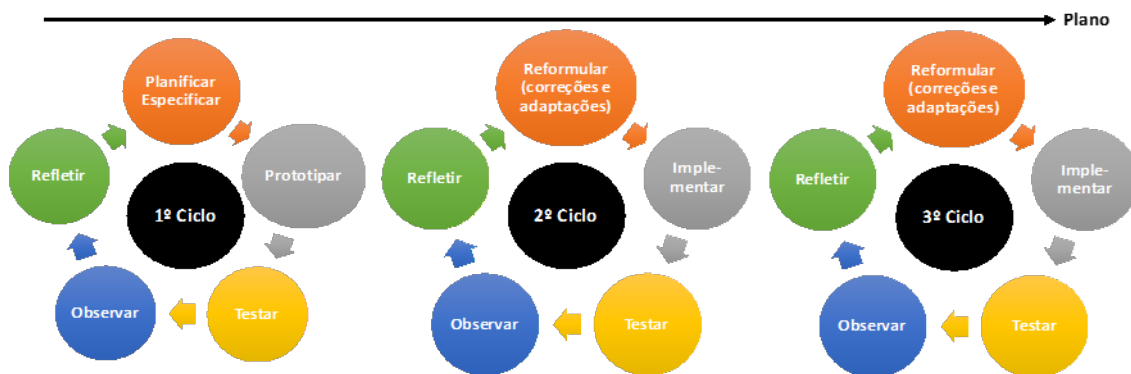 Plano
Planificar
Especificar
Refletir
Prototipar
1º Ciclo
Observar
Testar
Reformular
(correções e
adaptações)
Refletir
Imple-
mentar
2º Ciclo
Observar
Testar
Reformular
(correções e
adaptações)
Refletir
Imple-
mentar
3º Ciclo
Observar
Testar